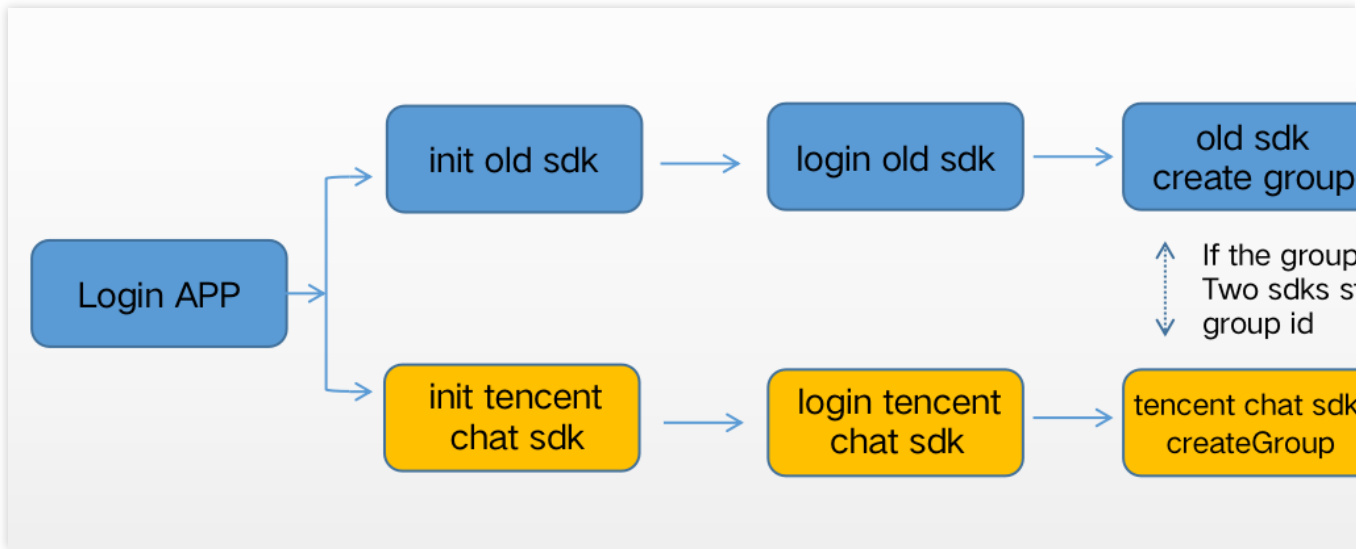 init old sdk
login old sdk
old sdk
create group
Login APP
If the group
Two sdks
group id
init tencent
chat sdk
login tencent
chat sdk
tencent chat sdk
createGroup